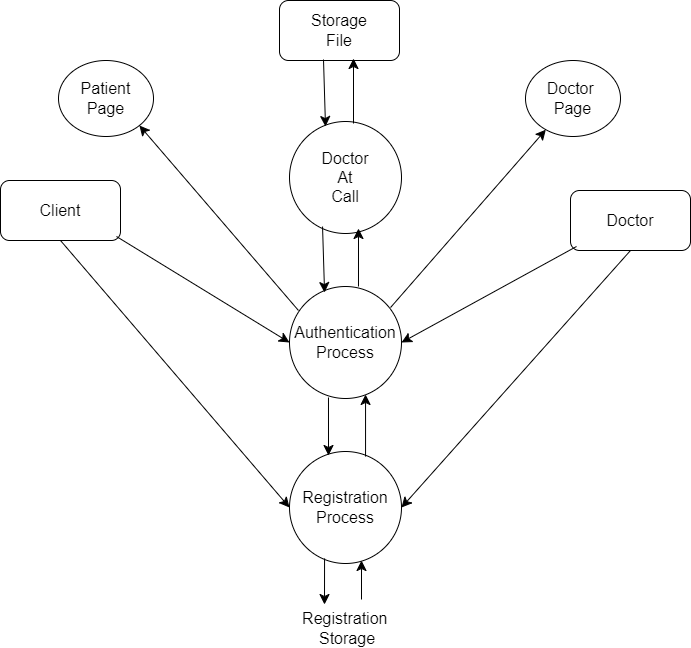 Storage
File
Patient
Page
Doctor
Page
Doctor
At
Call
Client
Doctor
Authentication
Process
Registration
Process
Registration
Storage